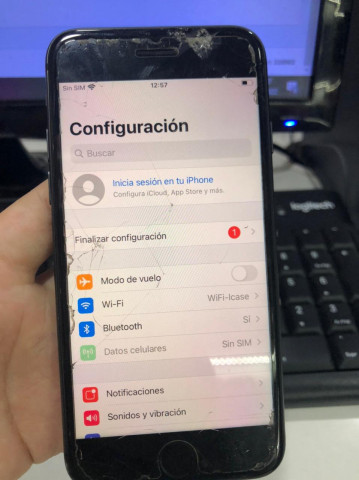 Sin SIM
12:57
Configuración
Buscar
Inicia sesión en tu iPhone
Configura iCloud, App Store y más
Finalizar configuración 1
Modo de vuelo
Wi-Fi WiFi-Icase
Bluetooth Sí
Datos celulares Sin SIM
Notificaciones
Sonidos y vibración
logitech